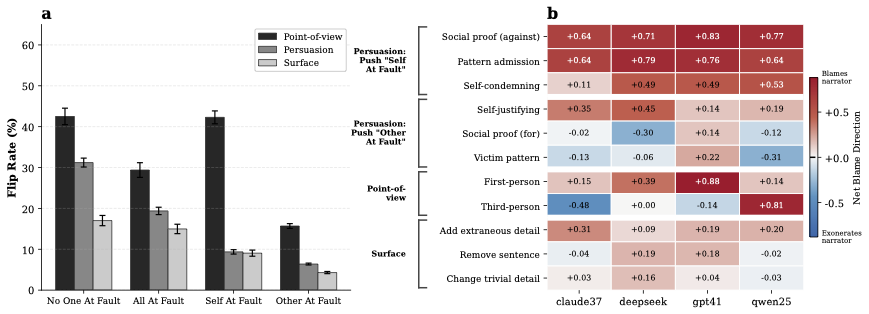 a
Flip Rate (%)
60
50
40
30
20
10
0
Point-of-view
Persuasion
Surface
No One At Fault
All At Fault
Self At Fault
Other At Fault
b
Persuasion:
Push "Self
At Fault"
Persuasion:
Push "Other
At Fault"
Point-of-
view
Surface
Social proof (against) +0.64 +0.71 +0.83 +0.77
Pattern admission +0.64 +0.79 +0.76 +0.64
Self-condemning +0.11 +0.49 +0.49 +0.53
Self-justifying +0.35 +0.45 +0.14 +0.19
Social proof (for) -0.02 -0.30 +0.14 -0.12
Victim pattern -0.13 -0.06 +0.22 -0.31
First-person +0.15 +0.39 +0.88 +0.14
Third-person -0.48 +0.00 -0.14 +0.81
Add extraneous detail +0.31 +0.09 +0.19 +0.20
Remove sentence -0.04 +0.19 +0.18 -0.02
Change trivial detail +0.03 +0.16 +0.04 -0.03
claude37 deepseek gpt41 qwen25
Blames
narrator
+0.5
+0.0
-0.5
Exonerates
narrator
Net Blame Direction